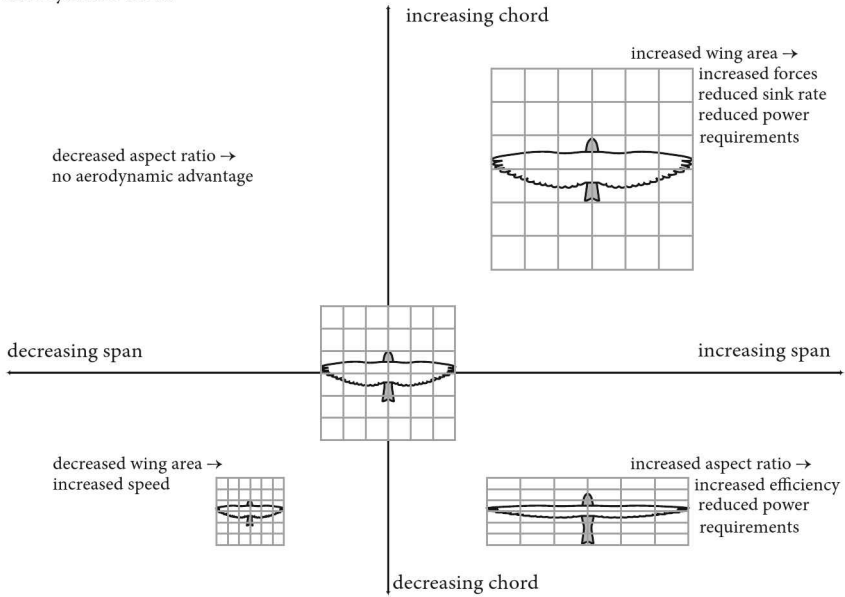 increasing chord
increased wing area →
increased forces
reduced sink rate
reduced power
requirements
decreased aspect ratio →
no aerodynamic advantage
decreasing span
increasing span
decreased wing area →
increased speed
increased aspect ratio →
increased efficiency
reduced power
requirements
decreasing chord